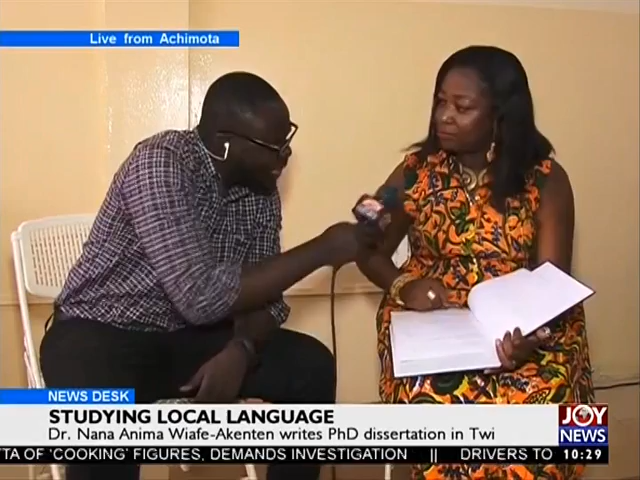 Live from Achimota
NEWS DESK
STUDYING LOCAL LANGUAGE
Dr. Nana Anima Wiafe-Akenten writes PhD dissertation in Twi
JOY
NEWS
TA OF 'COOKING' FIGURES, DEMANDS INVESTIGATION || DRIVERS TO R
10:29